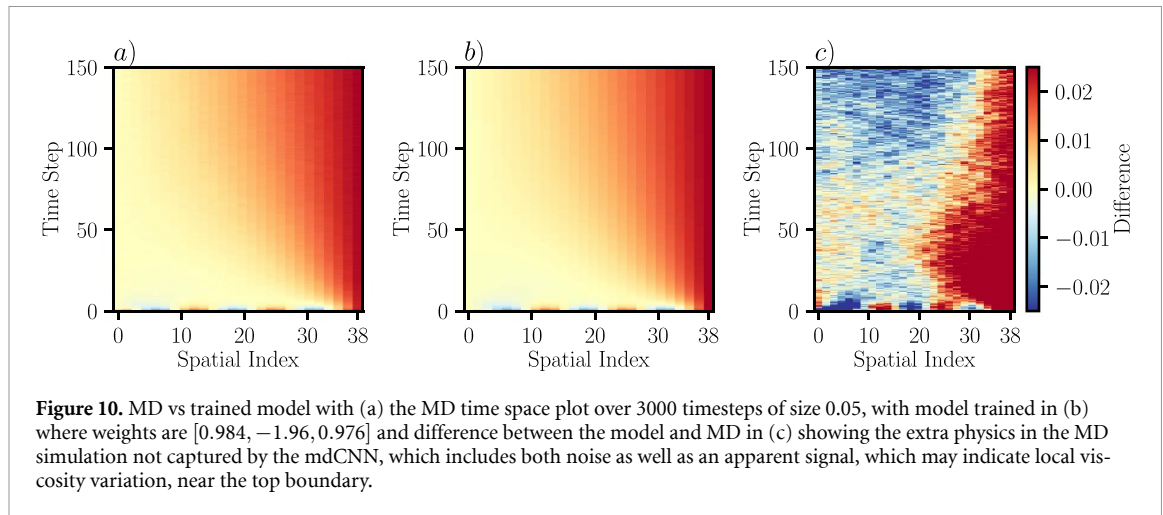 a)
b)
c)
150
100
50
0
Time Step
0 10 20 30 38
Spatial Index
150
100
50
0
Time Step
0 10 20 30 38
Spatial Index
150
100
50
0
Time Step
0 10 20 30 38
Spatial Index
0.02
0.01
0.00
−0.01
−0.02
Difference
Figure 10. MD vs trained model with (a) the MD time space plot over 3000 timesteps of size 0.05, with model trained in (b)
where weights are [0.984, −1.96, 0.976] and difference between the model and MD in (c) showing the extra physics in the MD
simulation not captured by the mdCNN, which includes both noise as well as an apparent signal, which may indicate local vis-
cosity variation, near the top boundary.